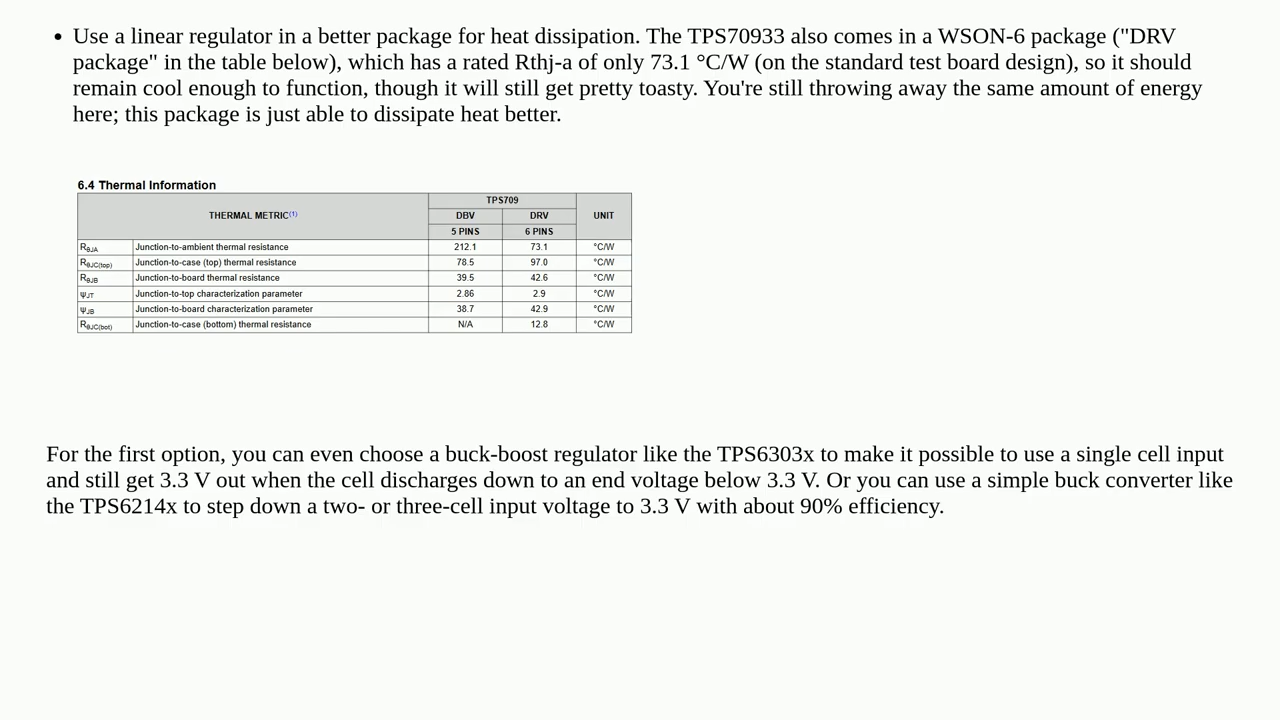 • Use a linear regulator in a better package for heat dissipation. The TPS70933 also comes in a WSON-6 package ("DRV
package" in the table below), which has a rated Rthj-a of only 73.1 °C/W (on the standard test board design), so it should
remain cool enough to function, though it will still get pretty toasty. You're still throwing away the same amount of energy
here; this package is just able to dissipate heat better.
6.4 Thermal Information
THERMAL METRIC(1) TPS709 UNIT
DBV DRV
5 PINS 6 PINS
RθJA Junction-to-ambient thermal resistance 212.1 73.1 °C/W
RθJC(top) Junction-to-case (top) thermal resistance 78.5 97.0 °C/W
RθJB Junction-to-board thermal resistance 39.5 42.6 °C/W
ψJT Junction-to-top characterization parameter 2.86 2.9 °C/W
ψJB Junction-to-board characterization parameter 38.7 42.9 °C/W
RθJC(bot) Junction-to-case (bottom) thermal resistance N/A 12.8 °C/W
For the first option, you can even choose a buck-boost regulator like the TPS6303x to make it possible to use a single cell input
and still get 3.3 V out when the cell discharges down to an end voltage below 3.3 V. Or you can use a simple buck converter like
the TPS6214x to step down a two- or three-cell input voltage to 3.3 V with about 90% efficiency.